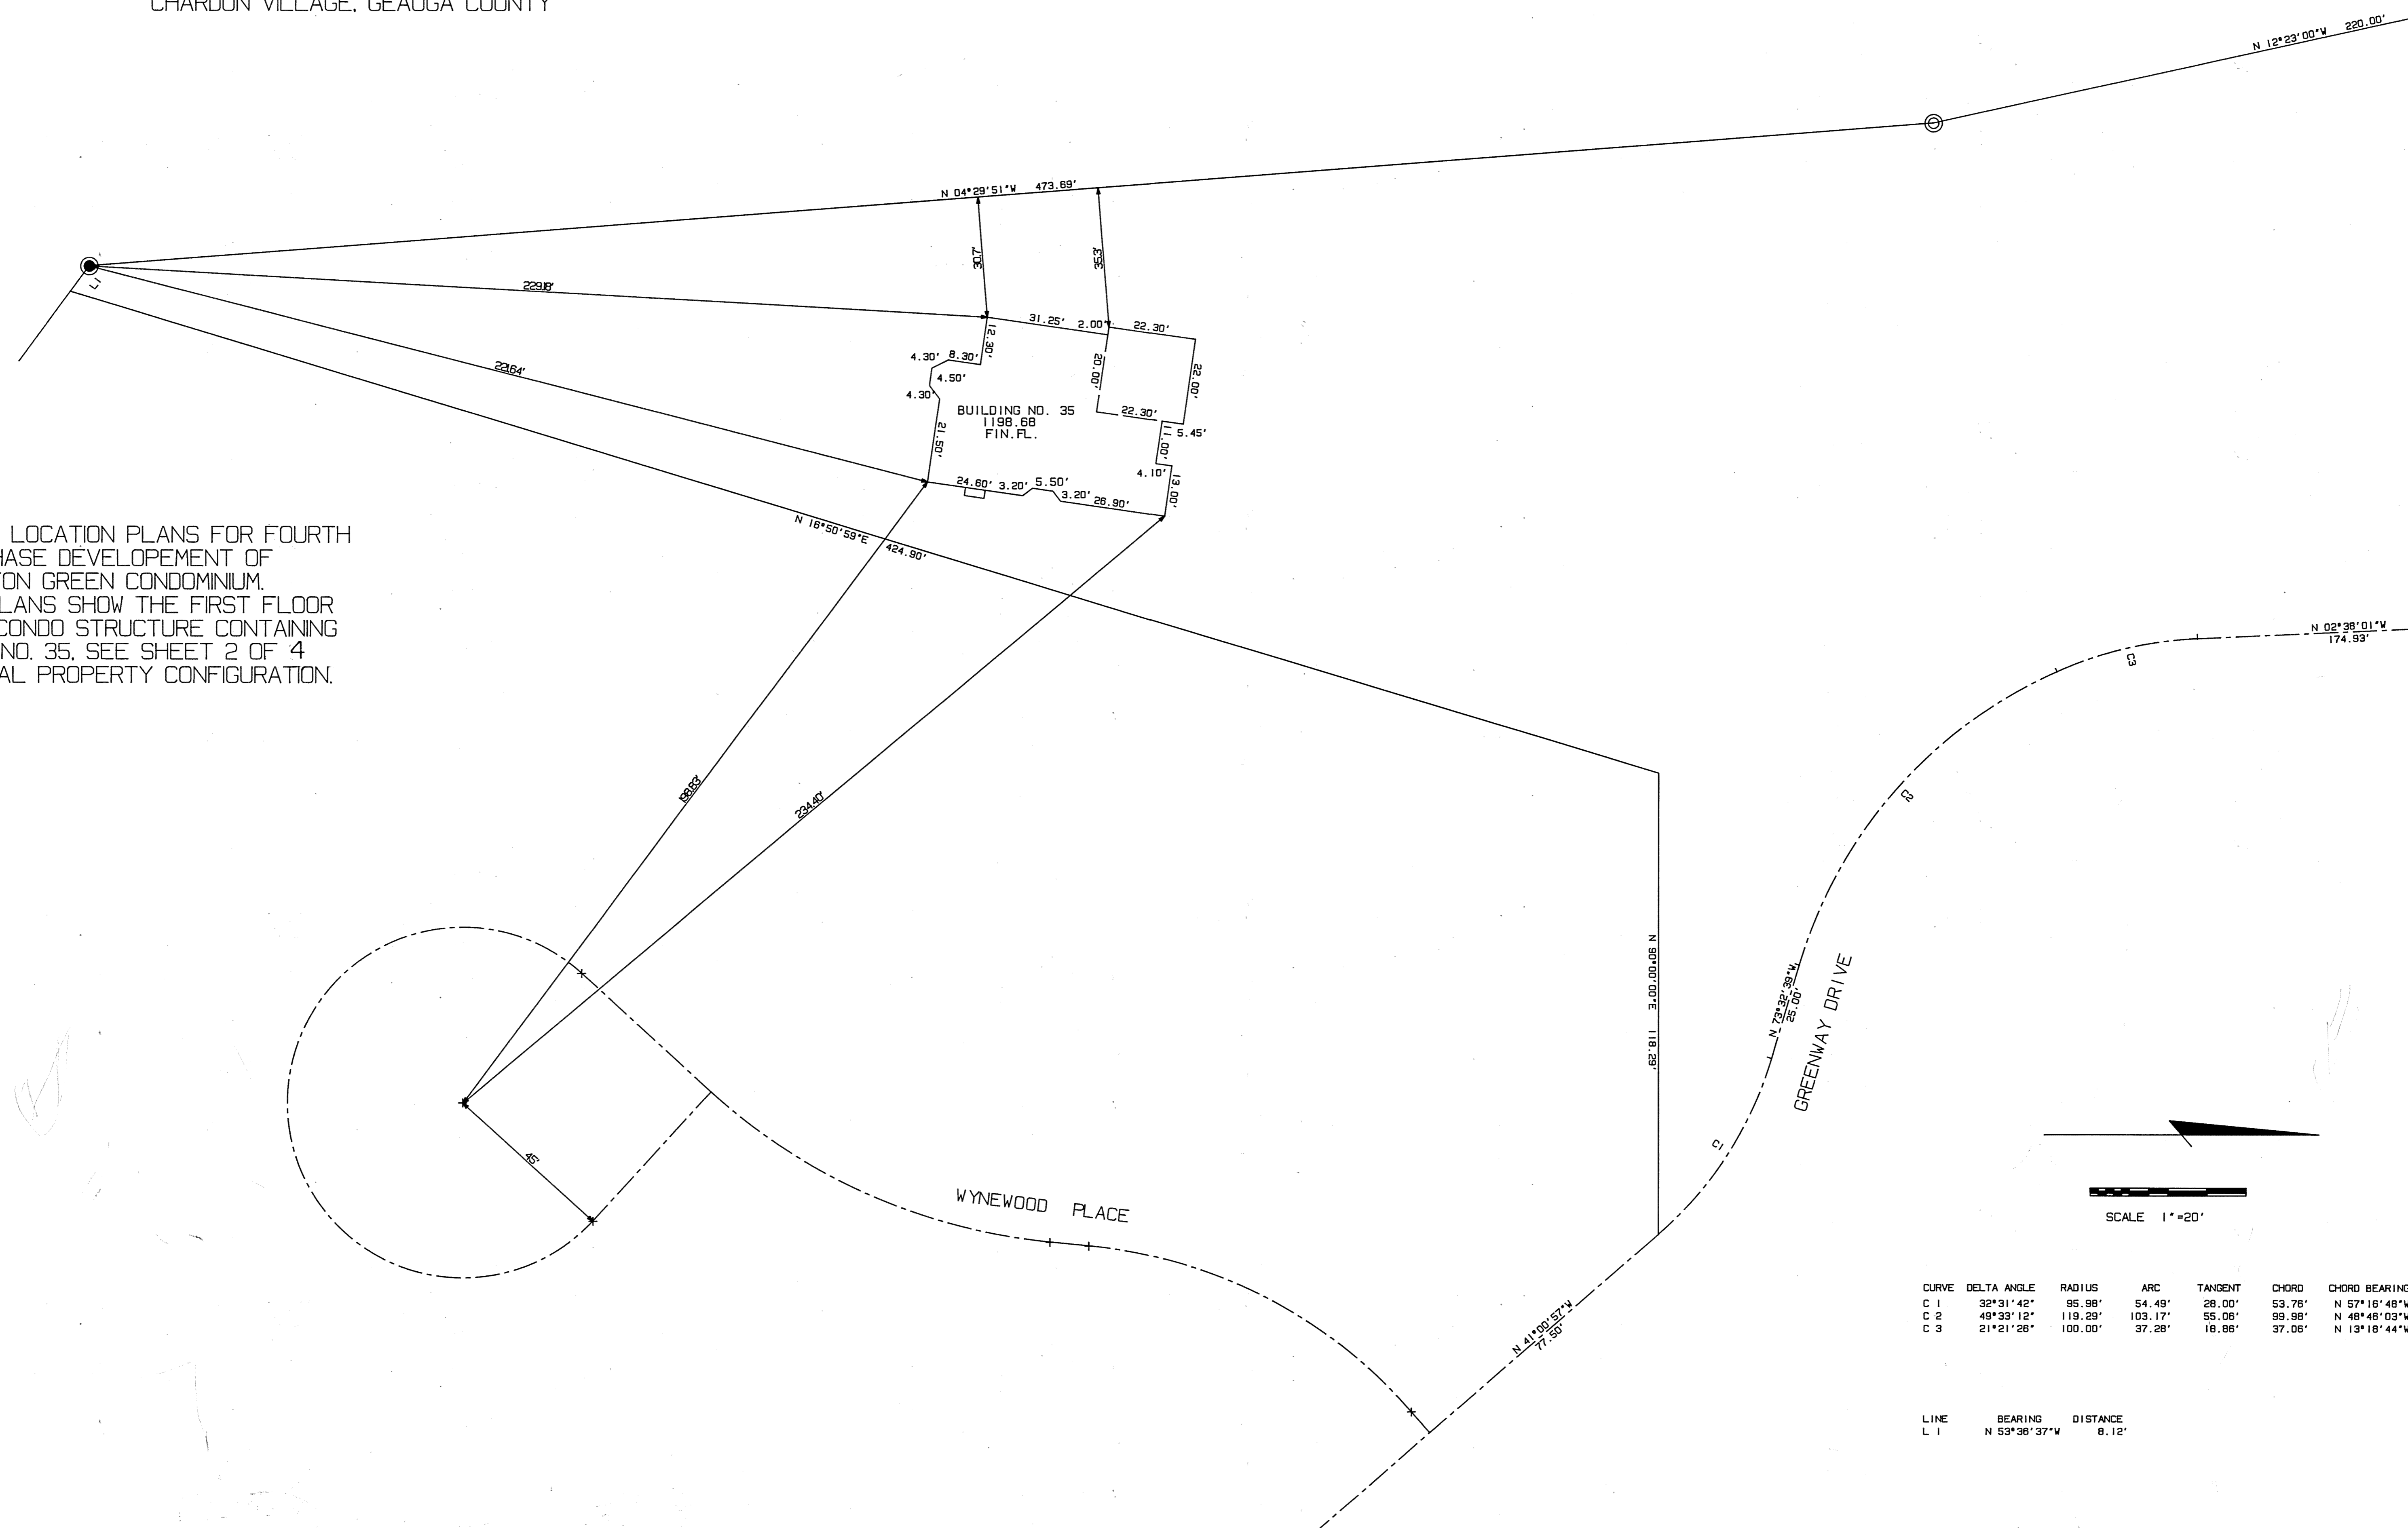 CHARDON VILLAGE, GEAUGA COUNTY
N 12°23'00"W 220.00'
N 04°29'51"W 473.69'
L1
30.7'
35.3'
229.18'
221.64'
31.25' 2.00' 22.30'
12.30'
4.30' 8.30'
4.50'
4.30'
20.00'
22.00'
BUILDING NO. 35
1198.68
FIN.FL.
22.30'
5.45'
11.00'
4.10'
13.00'
21.50'
24.60' 3.20' 5.50'
3.20' 26.90'
N 16°50'59"E 424.90'
LOCATION PLANS FOR FOURTH
HASE DEVELOPEMENT OF
TON GREEN CONDOMINIUM.
LANS SHOW THE FIRST FLOOR
CONDO STRUCTURE CONTAINING
NO. 35, SEE SHEET 2 OF 4
AL PROPERTY CONFIGURATION.
N 02°38'01"W
174.93'
C3
C2
198.83'
234.40'
N 90°00'00"E 118.29'
N 73°32'39"W
25.00'
GREENWAY DRIVE
C1
45'
WYNEWOOD PLACE
N 41°00'57"W
77.50'
SCALE 1"=20'
CURVE DELTA ANGLE RADIUS ARC TANGENT CHORD CHORD BEARING
C 1 32°31'42" 95.98' 54.49' 28.00' 53.76' N 57°16'48"W
C 2 49°33'12" 119.29' 103.17' 55.06' 99.98' N 48°46'03"W
C 3 21°21'26" 100.00' 37.28' 18.86' 37.06' N 13°18'44"W
LINE BEARING DISTANCE
L 1 N 53°36'37"W 8.12'